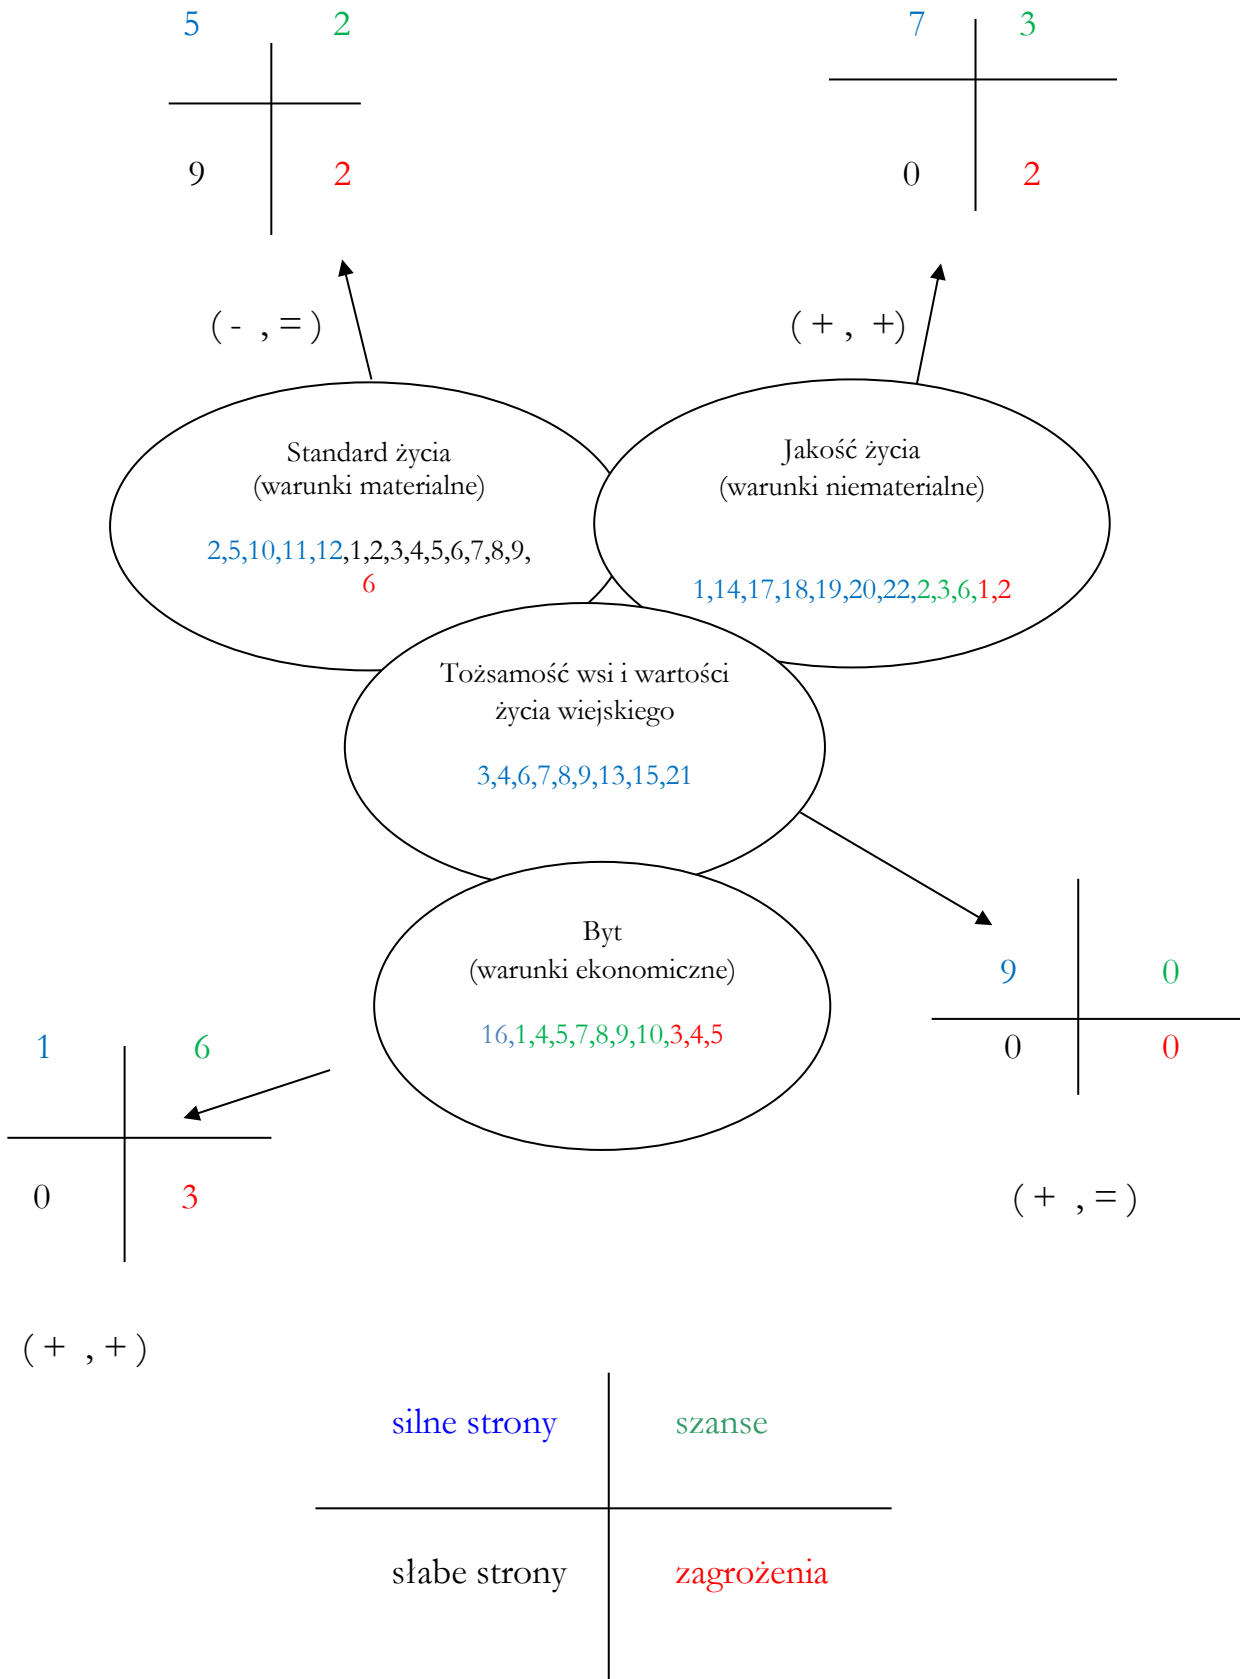 5 2
7 3
9 2
0 2
( - , = )
( + , +)
Standard życia
(warunki materialne)
2,5,10,11,12,1,2,3,4,5,6,7,8,9,
6
Jakość życia
(warunki niematerialne)
1,14,17,18,19,20,22,2,3,6,1,2
Tożsamość wsi i wartości
życia wiejskiego
3,4,6,7,8,9,13,15,21
Byt
(warunki ekonomiczne)
16,1,4,5,7,8,9,10,3,4,5
9 0
0 0
( + , = )
1 6
0 3
( + , + )
silne strony szanse
słabe strony zagrożenia